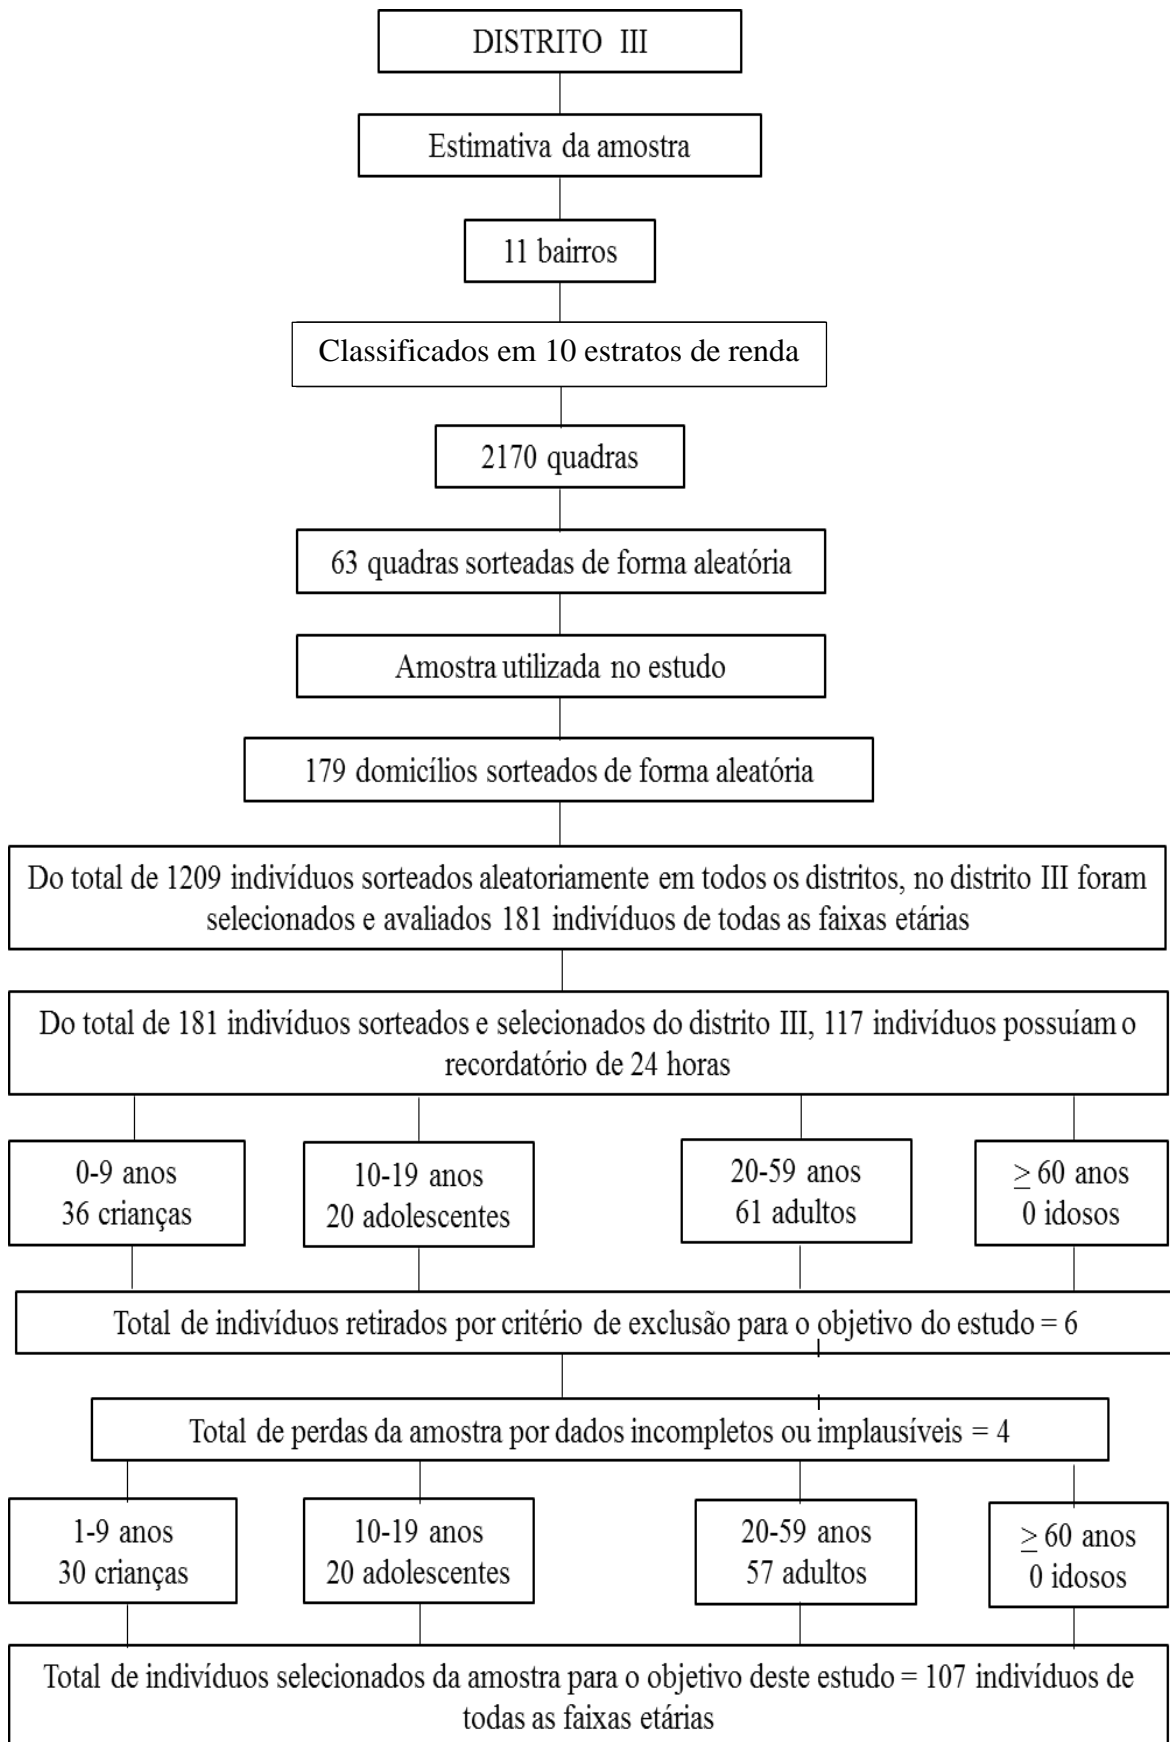 DISTRITO III
Estimativa da amostra
11 bairros
Classificados em 10 estratos de renda
2170 quadras
63 quadras sorteadas de forma aleatória
Amostra utilizada no estudo
179 domicílios sorteados de forma aleatória
Do total de 1209 indivíduos sorteados aleatoriamente em todos os distritos, no distrito III foram
selecionados e avaliados 181 indivíduos de todas as faixas etárias
Do total de 181 indivíduos sorteados e selecionados do distrito III, 117 indivíduos possuíam o
recordatório de 24 horas
0-9 anos
36 crianças
10-19 anos
20 adolescentes
20-59 anos
61 adultos
≥ 60 anos
0 idosos
Total de indivíduos retirados por critério de exclusão para o objetivo do estudo = 6
Total de perdas da amostra por dados incompletos ou implausíveis = 4
1-9 anos
30 crianças
10-19 anos
20 adolescentes
20-59 anos
57 adultos
≥ 60 anos
0 idosos
Total de indivíduos selecionados da amostra para o objetivo deste estudo = 107 indivíduos de
todas as faixas etárias